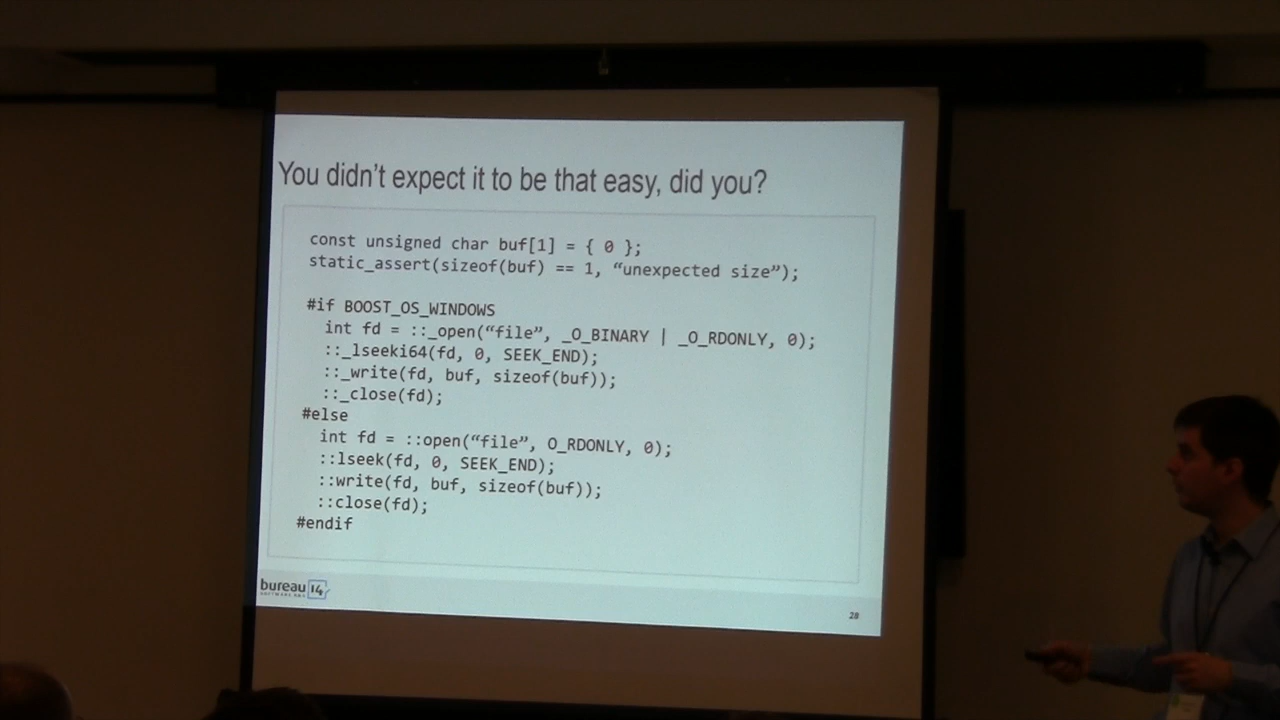 You didn't expect it to be that easy, did you?
const unsigned char buf[1] = { 0 };
static_assert(sizeof(buf) == 1, “unexpected size”);
#if BOOST_OS_WINDOWS
int fd = ::_open(“file”, _O_BINARY | _O_RDONLY, 0);
::_lseeki64(fd, 0, SEEK_END);
::_write(fd, buf, sizeof(buf));
::_close(fd);
#else
int fd = ::open(“file”, O_RDONLY, 0);
::lseek(fd, 0, SEEK_END);
::write(fd, buf, sizeof(buf));
::close(fd);
#endif
bureau 14
28